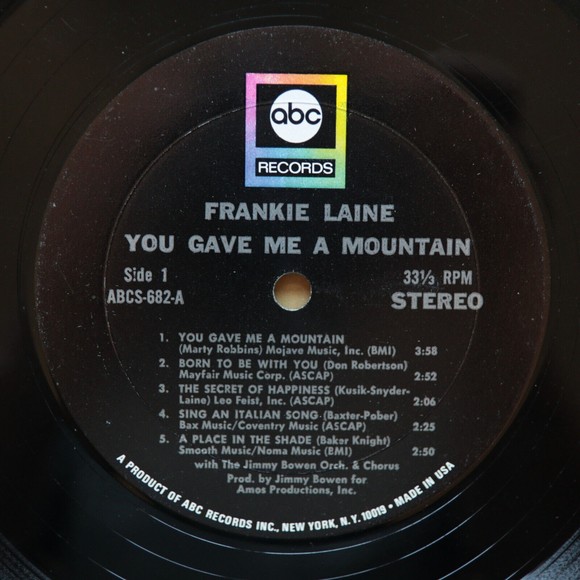 abc
RECORDS
FRANKIE LAINE
YOU GAVE ME A MOUNTAIN
Side 1
33⅓ RPM
ABCS-682-A
STEREO
1. YOU GAVE ME A MOUNTAIN
(Marty Robbins) Mojave Music, Inc. (BMI) 3:58
2. BORN TO BE WITH YOU (Don Robertson)
Mayfair Music Corp. (ASCAP) 2:52
3. THE SECRET OF HAPPINESS (Kusik-Snyder-
Laine) Leo Feist, Inc. (ASCAP) 2:06
4. SING AN ITALIAN SONG (Baxter-Pober)
Bax Music/Coventry Music (ASCAP) 2:25
5. A PLACE IN THE SHADE (Baker Knight)
Smooth Music/Noma Music (BMI) 2:50
with The Jimmy Bowen Orch. & Chorus
Prod. by Jimmy Bowen for
Amos Productions, Inc.
A PRODUCT OF ABC RECORDS INC., NEW YORK, N.Y. 10019 • MADE IN USA